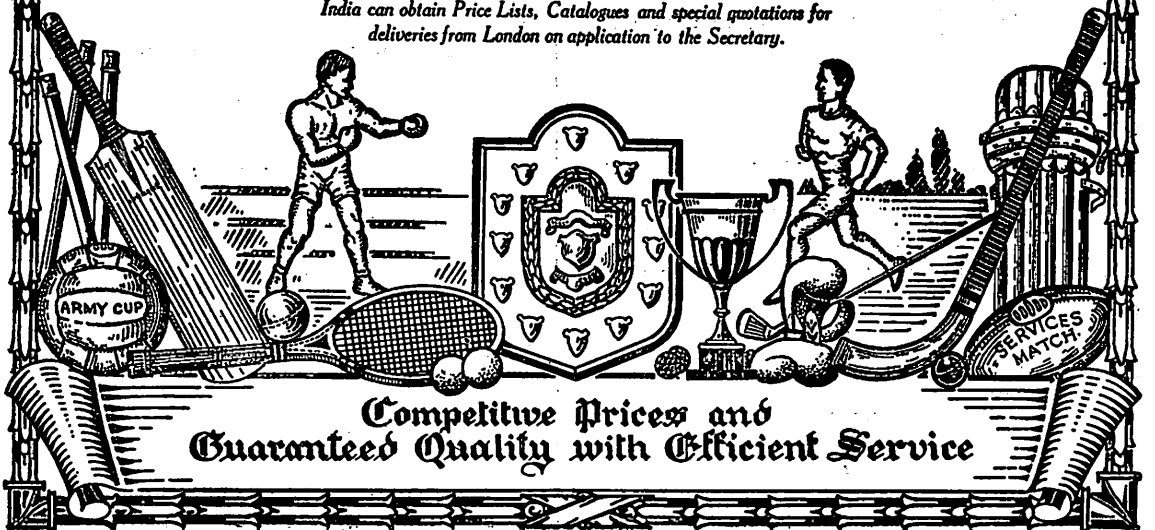 India can obtain Price Lists, Catalogues and special quotations for
deliveries from London on application to the Secretary.
ARMY CUP
SERVICES
MATCH.
Competitive Prices and
Guaranteed Quality with Efficient Service